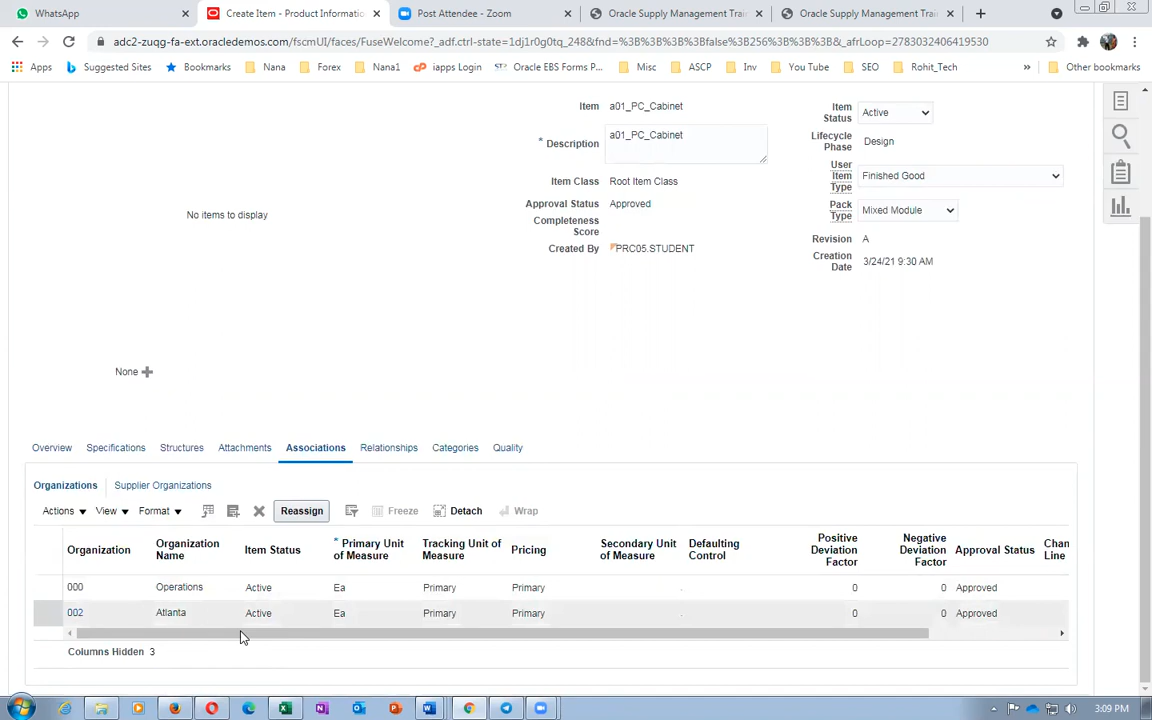 WhatsApp
Create Item - Product Informatio
Post Attendee - Zoom
Oracle Supply Management Trai
Oracle Supply Management Trai
adc2-zuqg-fa-ext.oracledemos.com/fscmUI/faces/FuseWelcome?_adf.ctrl-state=1dj1r0g0tq_248&fnd=%3B%3B%3B%3Bfalse%3B256%3B%3B%3B&_afrLoop=2783032406419530
Apps
Suggested Sites
Bookmarks
Nana
Forex
Nana1
iapps Login
Oracle EBS Forms P...
Misc
ASCP
Inv
You Tube
SEO
Rohit_Tech
»
Other bookmarks
Item a01_PC_Cabinet
* Description a01_PC_Cabinet
Item Class Root Item Class
Approval Status Approved
Completeness
Score
Created By PRC05.STUDENT
Item
Status
Active
Lifecycle
Phase
Design
User
Item
Type
Finished Good
Pack
Type
Mixed Module
Revision A
Creation
Date
3/24/21 9:30 AM
No items to display
None
Overview Specifications Structures Attachments Associations Relationships Categories Quality
Organizations Supplier Organizations
Actions View Format Reassign Freeze Detach Wrap
Organization
Organization
Name
Item Status
* Primary Unit
of Measure
Tracking Unit of
Measure
Pricing
Secondary Unit
of Measure
Defaulting
Control
Positive
Deviation
Factor
Negative
Deviation
Factor
Approval Status
Chan
Line
000 Operations Active Ea Primary Primary 0 0 Approved
002 Atlanta Active Ea Primary Primary 0 0 Approved
Columns Hidden 3
3:09 PM